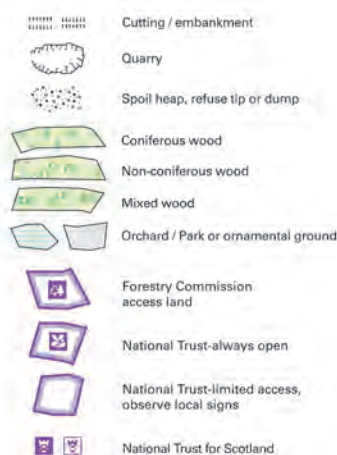 Cutting / embankment
Quarry
Spoil heap, refuse tip or dump
Coniferous wood
Non-coniferous wood
Mixed wood
Orchard / Park or ornamental ground
Forestry Commission
access land
National Trust-always open
National Trust-limited access,
observe local signs
National Trust for Scotland